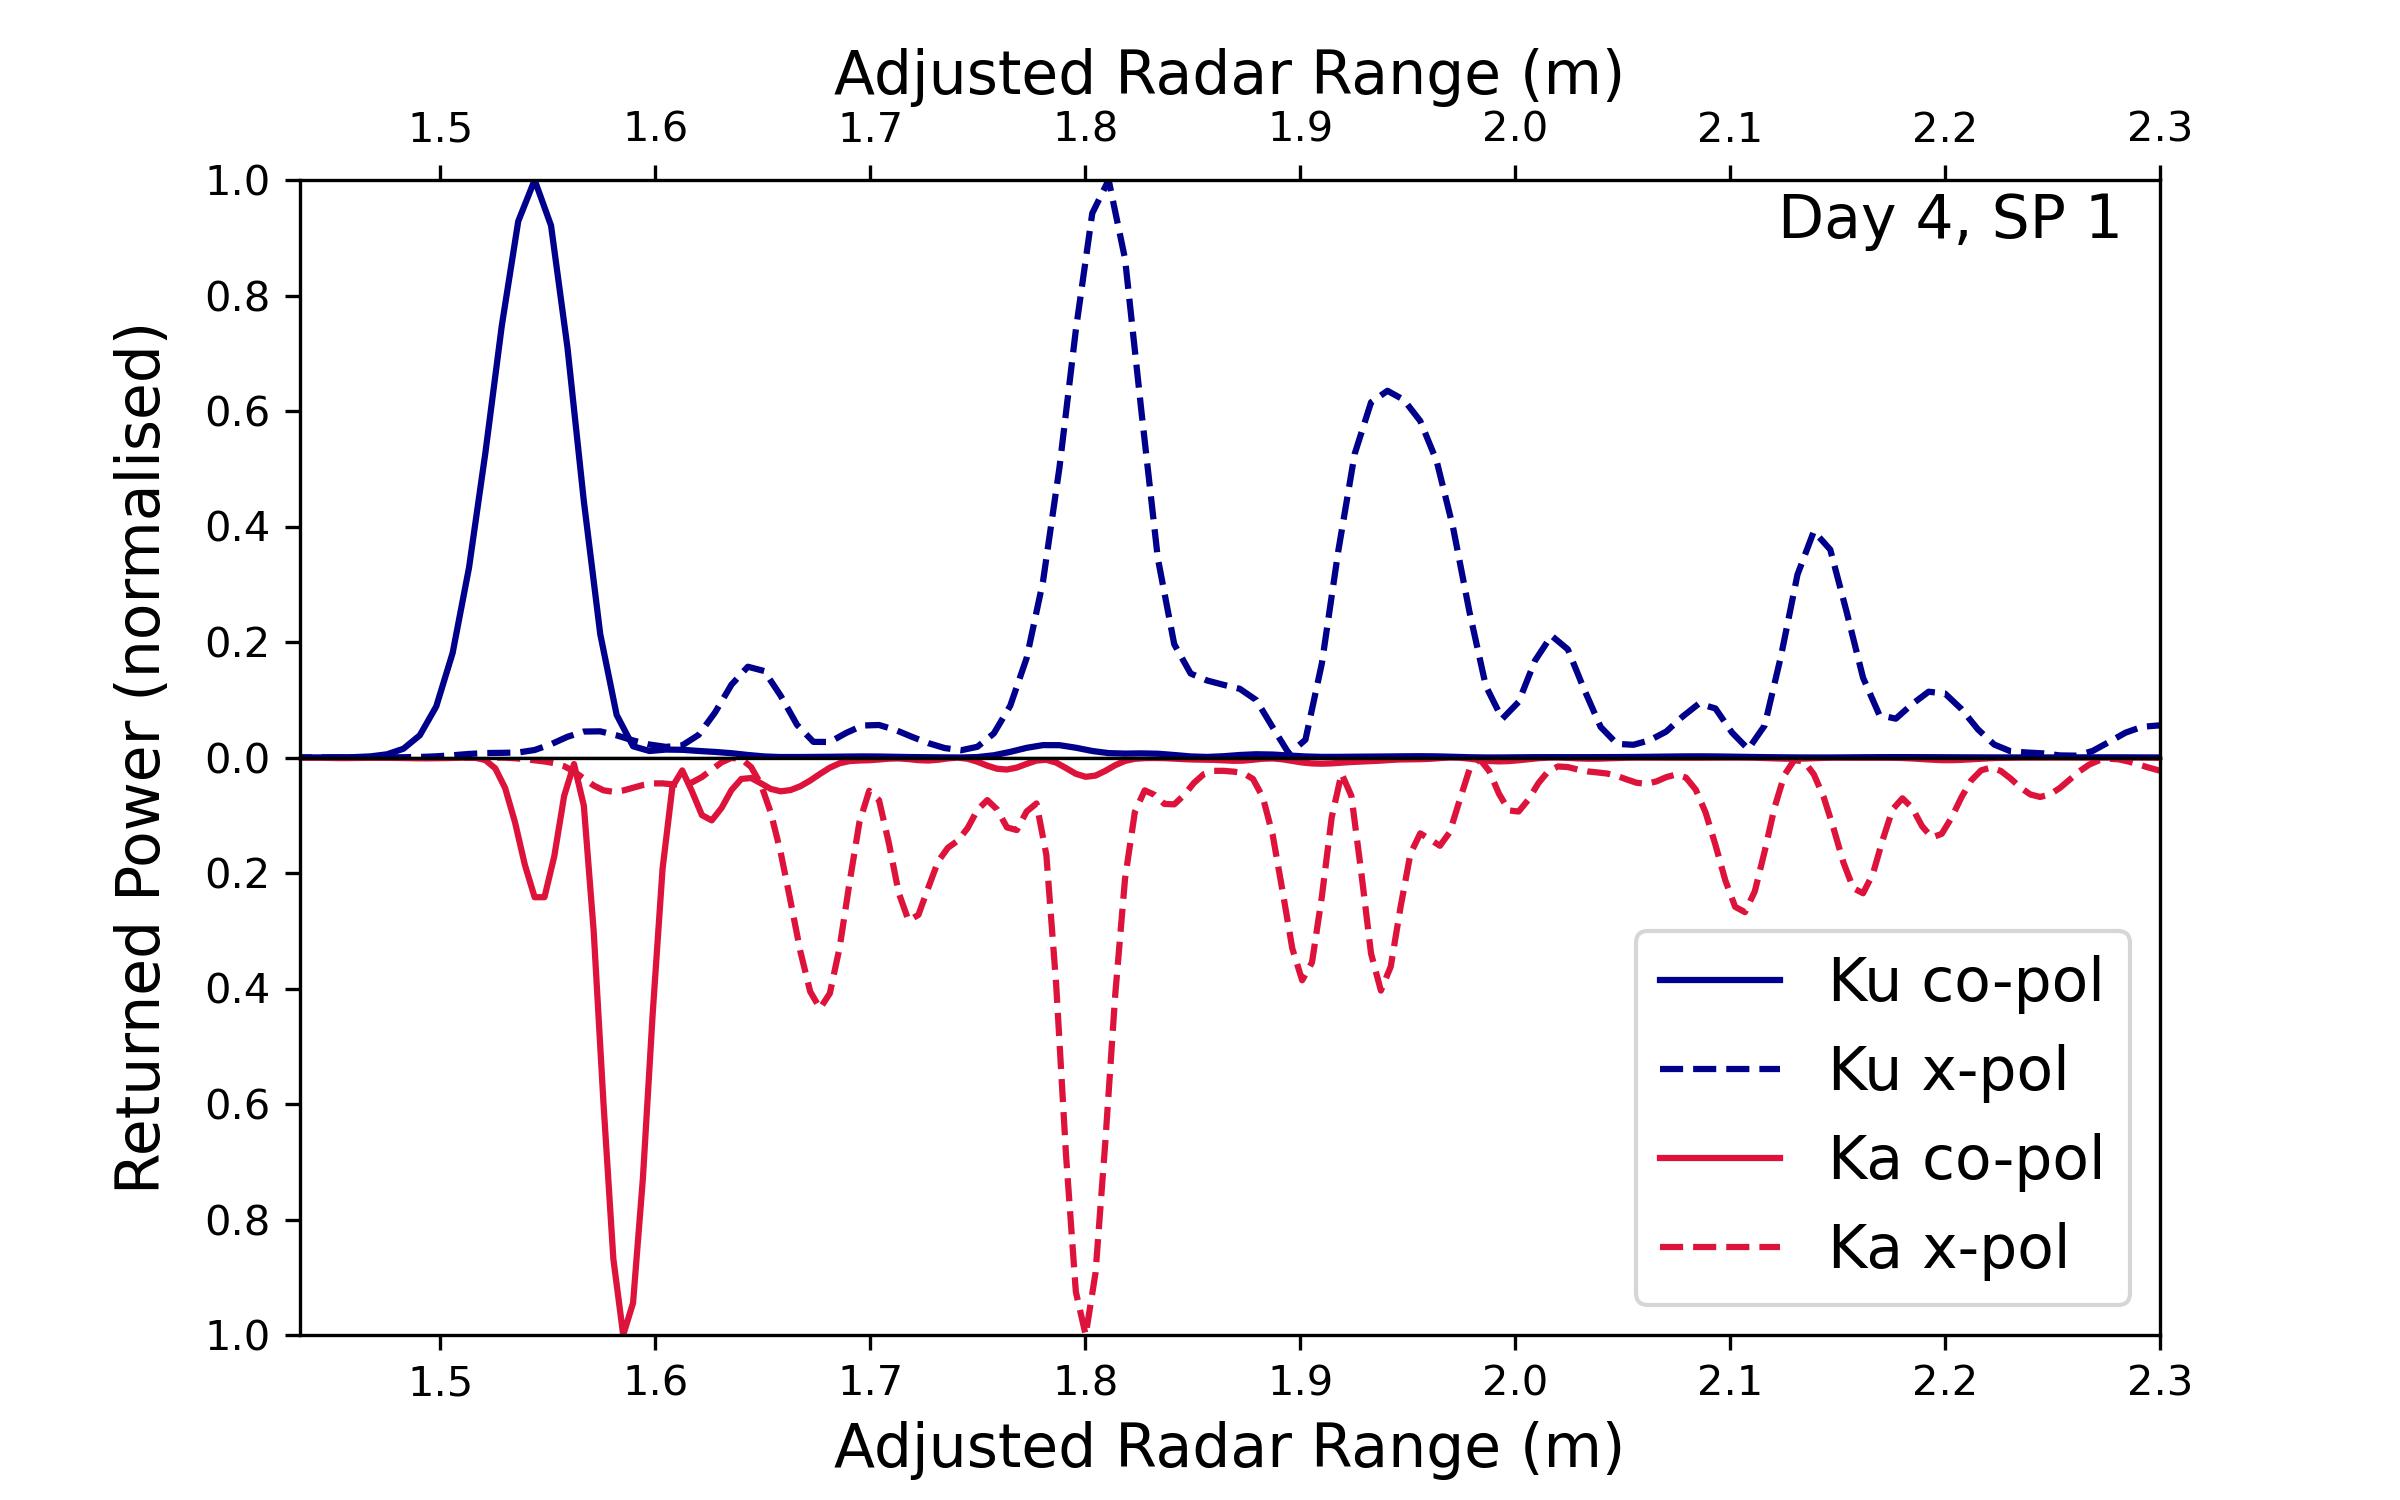 Adjusted Radar Range (m)
1.5 1.6 1.7 1.8 1.9 2.0 2.1 2.2 2.3
Day 4, SP 1
Returned Power (normalised)
1.0
0.8
0.6
0.4
0.2
0.0
0.2
0.4
0.6
0.8
1.0
Ku co-pol
Ku x-pol
Ka co-pol
Ka x-pol
1.5 1.6 1.7 1.8 1.9 2.0 2.1 2.2 2.3
Adjusted Radar Range (m)